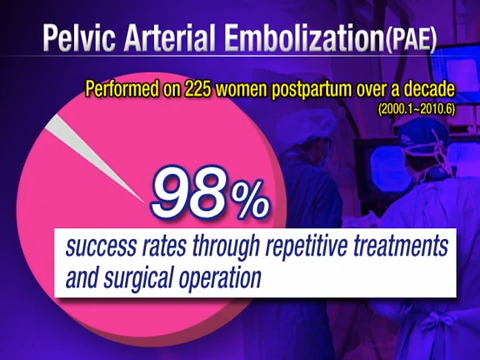 Pelvic Arterial Embolization(PAE)
Performed on 225 women postpartum over a decade
(2000.1~2010.6)
98%
success rates through repetitive treatments
and surgical operation